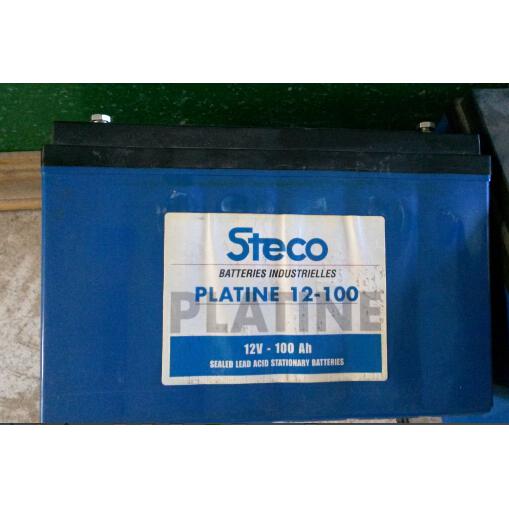 Steco
BATTERIES INDUSTRIELLES
PLATINE 12-100
PLATINE
12V - 100 Ah
SEALED LEAD ACID STATIONARY BATTERIES